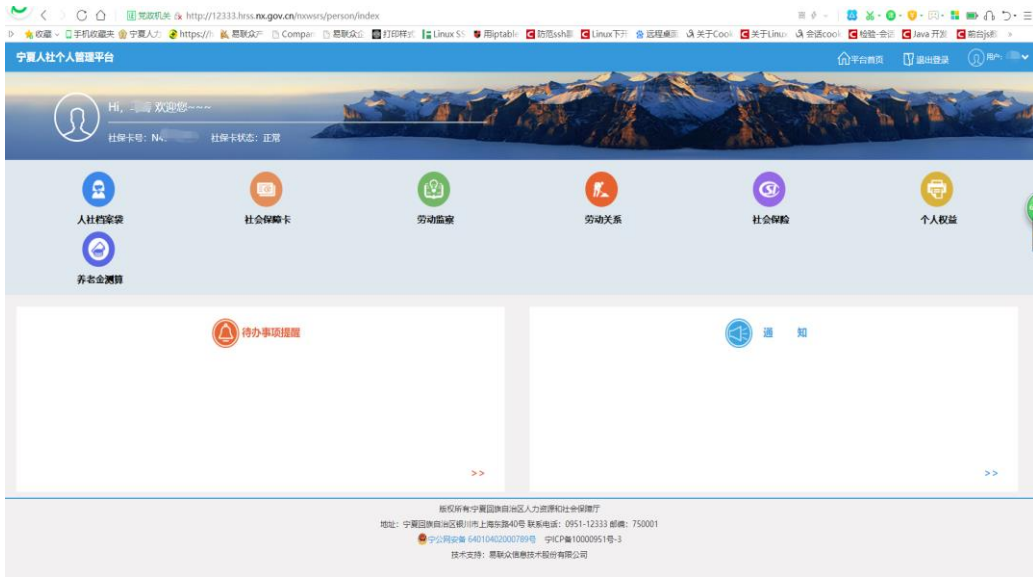 党政机关 http://12333.hrss.nx.gov.cn/nxwsrs/person/index
收藏 手机收藏夹 宁夏人力 https://h 易联众产 Compar 易联众企 打印样式 Linux SS 用iptable 防范ssh暴 Linux下开 远程桌面 关于Cook 关于Linu 会话cook 检验-会话 Java 开发 前台js判
宁夏人社个人管理平台 平台首页 退出登录 用户:
Hi, 欢迎您~~~
社保卡号: 社保卡状态: 正常
人社档案袋 社会保障卡 劳动监察 劳动关系 社会保险 个人权益
养老金测算
待办事项提醒 通 知
>> >>
版权所有:宁夏回族自治区人力资源和社会保障厅
地址: 宁夏回族自治区银川市上海东路40号 联系电话: 0951-12333 邮编: 750001
宁公网安备 64010402000789号 宁ICP备10000951号-3
技术支持: 易联众信息技术股份有限公司